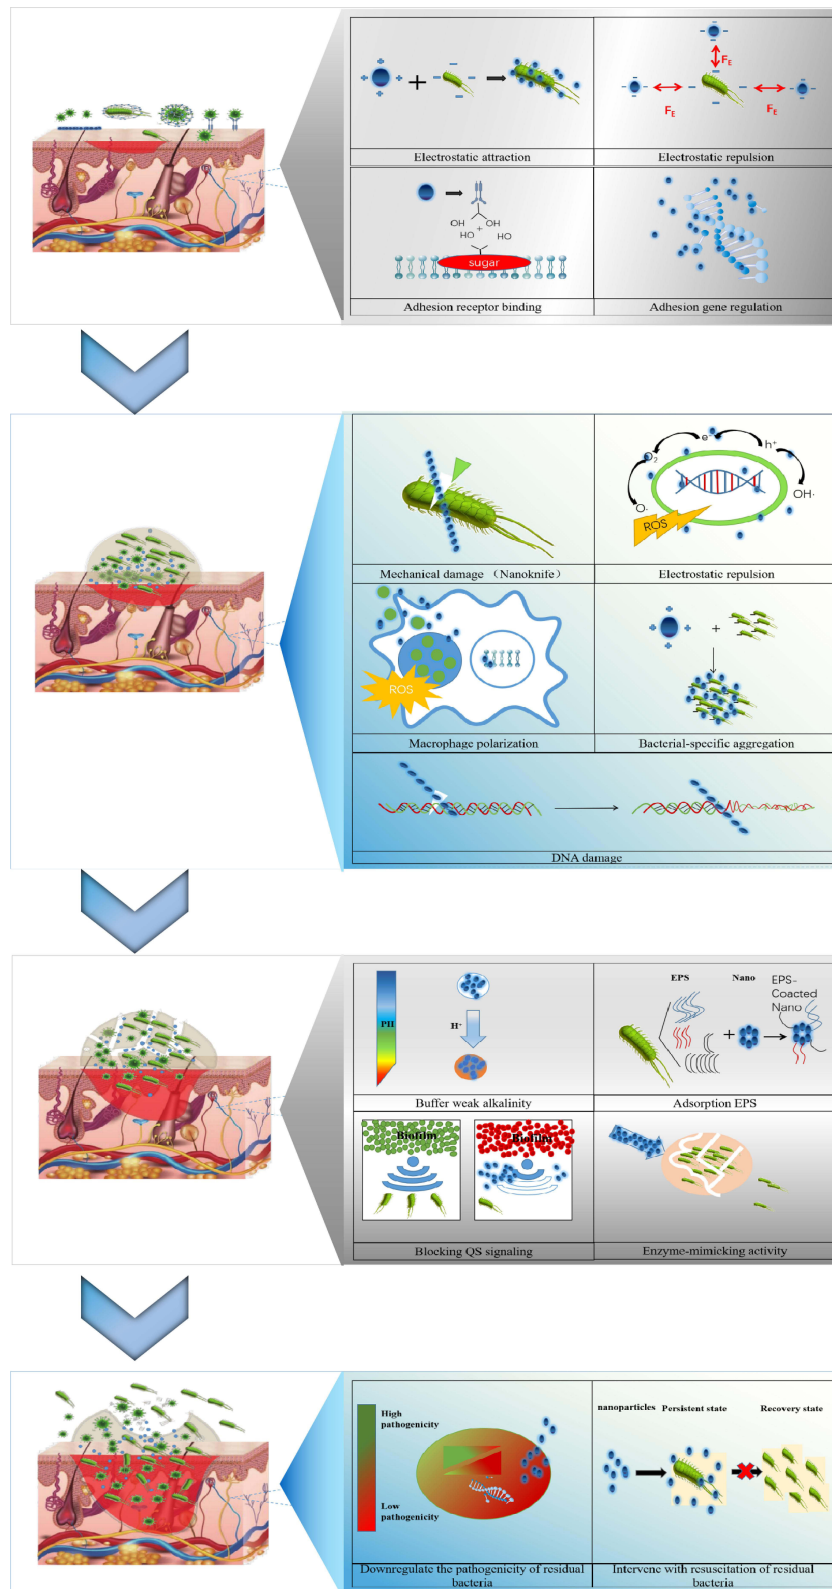 F_E
F_E
F_E
Electrostatic attraction
Electrostatic repulsion
OH
OH
+
HO
HO
sugar
Adhesion receptor binding
Adhesion gene regulation
Mechanical damage （Nanoknife）
e⁻
h⁺
O₂
O·
OH·
ROS
Electrostatic repulsion
ROS
Macrophage polarization
Bacterial-specific aggregation
DNA damage
PH
H⁺
Buffer weak alkalinity
EPS
Nano
EPS-
Coacted
Nano
Adsorption EPS
Biofilm
Biofilm
Blocking QS signaling
Enzyme-mimicking activity
High
pathogenicity
Low
pathogenicity
Downregulate the pathogenicity of residual
bacteria
nanoparticles
Persistent state
Recovery state
Intervene with resuscitation of residual
bacteria